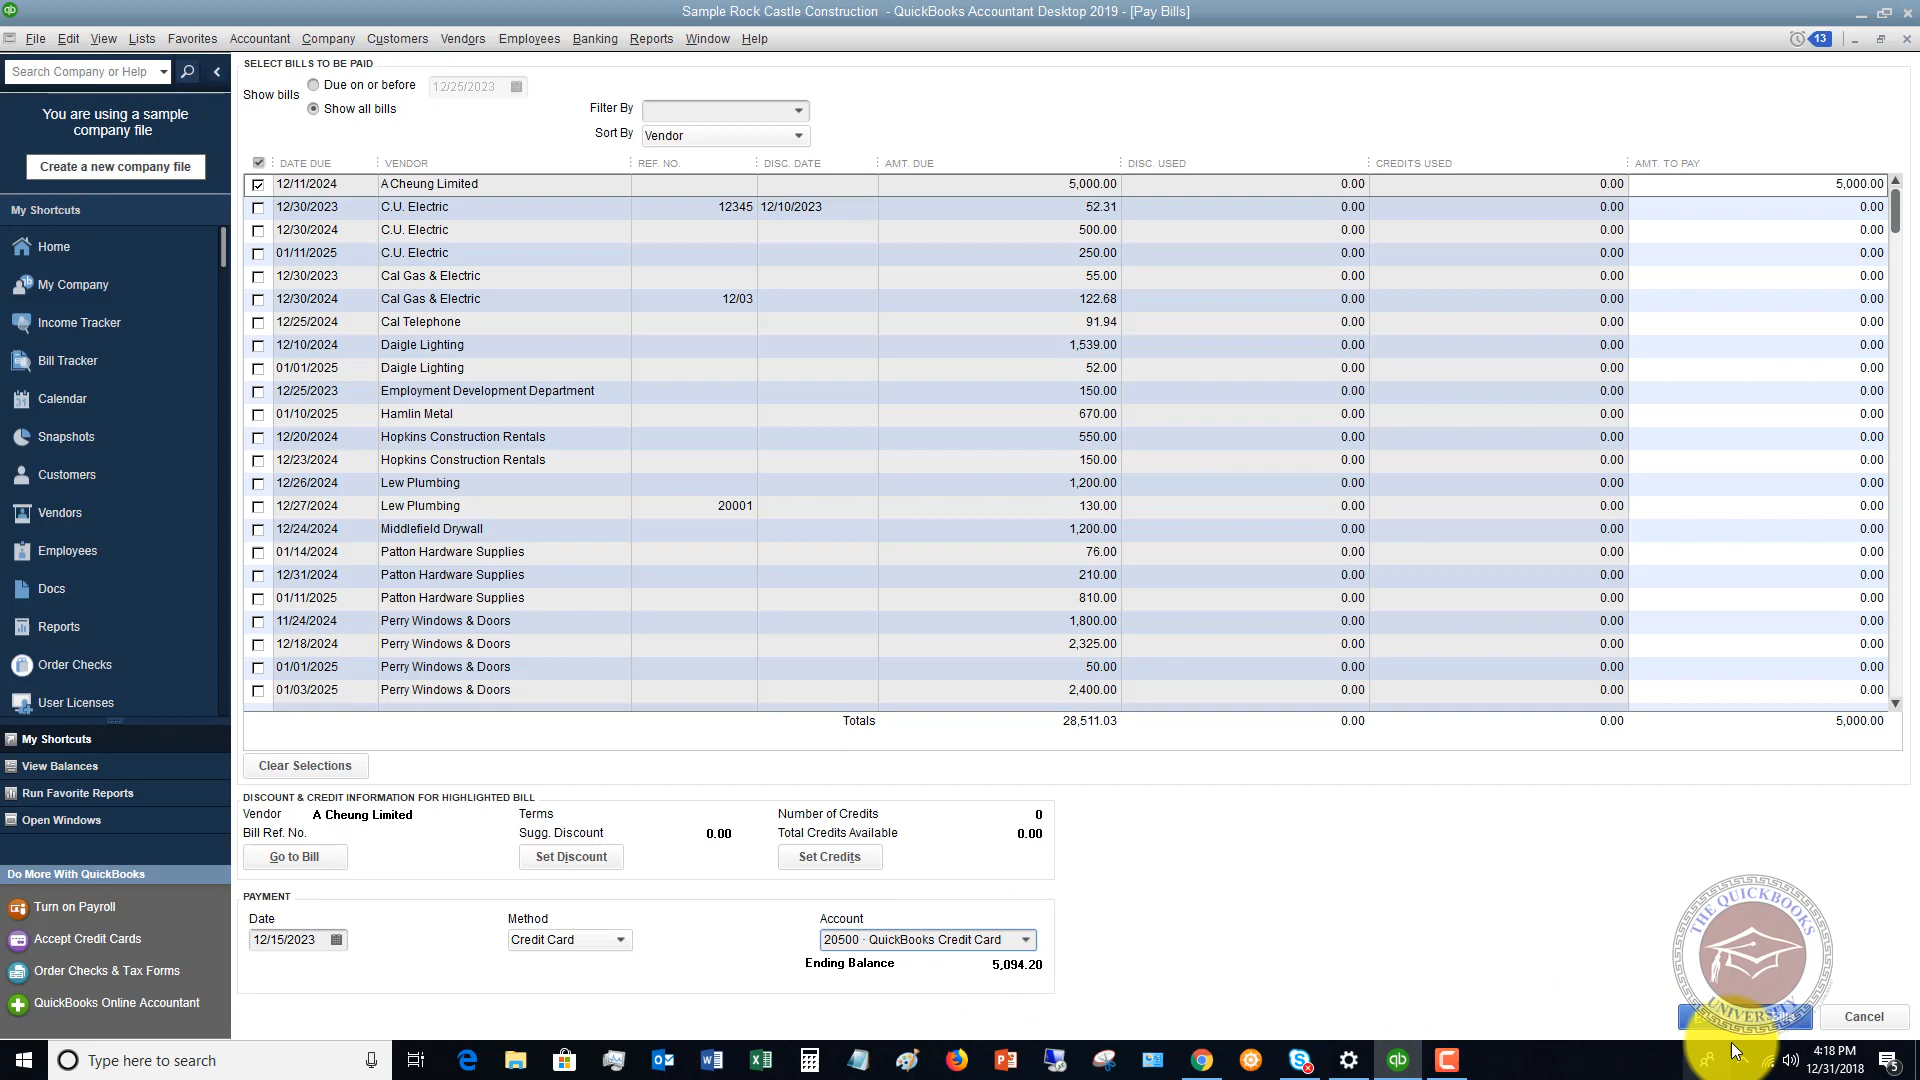 Sample Rock Castle Construction - QuickBooks Accountant Desktop 2019 - [Pay Bills]
File Edit View Lists Favorites Accountant Company Customers Vendors Employees Banking Reports Window Help 13
Search Company or Help
You are using a sample
company file
Create a new company file
My Shortcuts
Home
My Company
Income Tracker
Bill Tracker
Calendar
Snapshots
Customers
Vendors
Employees
Docs
Reports
Order Checks
User Licenses
My Shortcuts
View Balances
Run Favorite Reports
Open Windows
Do More With QuickBooks
Turn on Payroll
Accept Credit Cards
Order Checks & Tax Forms
QuickBooks Online Accountant
SELECT BILLS TO BE PAID
Show bills Due on or before 12/25/2023
Show all bills
Filter By
Sort By Vendor
DATE DUE VENDOR REF. NO. DISC. DATE AMT. DUE DISC. USED CREDITS USED AMT. TO PAY
12/11/2024 A Cheung Limited 5,000.00 0.00 0.00 5,000.00
12/30/2023 C.U. Electric 12345 12/10/2023 52.31 0.00 0.00 0.00
12/30/2024 C.U. Electric 500.00 0.00 0.00 0.00
01/11/2025 C.U. Electric 250.00 0.00 0.00 0.00
12/30/2023 Cal Gas & Electric 55.00 0.00 0.00 0.00
12/30/2024 Cal Gas & Electric 12/03 122.68 0.00 0.00 0.00
12/25/2024 Cal Telephone 91.94 0.00 0.00 0.00
12/10/2024 Daigle Lighting 1,539.00 0.00 0.00 0.00
01/01/2025 Daigle Lighting 52.00 0.00 0.00 0.00
12/25/2023 Employment Development Department 150.00 0.00 0.00 0.00
01/10/2025 Hamlin Metal 670.00 0.00 0.00 0.00
12/20/2024 Hopkins Construction Rentals 550.00 0.00 0.00 0.00
12/23/2024 Hopkins Construction Rentals 150.00 0.00 0.00 0.00
12/26/2024 Lew Plumbing 1,200.00 0.00 0.00 0.00
12/27/2024 Lew Plumbing 20001 130.00 0.00 0.00 0.00
12/24/2024 Middlefield Drywall 1,200.00 0.00 0.00 0.00
01/14/2024 Patton Hardware Supplies 76.00 0.00 0.00 0.00
12/31/2024 Patton Hardware Supplies 210.00 0.00 0.00 0.00
01/11/2025 Patton Hardware Supplies 810.00 0.00 0.00 0.00
11/24/2024 Perry Windows & Doors 1,800.00 0.00 0.00 0.00
12/18/2024 Perry Windows & Doors 2,325.00 0.00 0.00 0.00
01/01/2025 Perry Windows & Doors 50.00 0.00 0.00 0.00
01/03/2025 Perry Windows & Doors 2,400.00 0.00 0.00 0.00
Totals 28,511.03 0.00 0.00 5,000.00
Clear Selections
DISCOUNT & CREDIT INFORMATION FOR HIGHLIGHTED BILL
Vendor A Cheung Limited Terms Number of Credits 0
Bill Ref. No. Sugg. Discount 0.00 Total Credits Available 0.00
Go to Bill Set Discount Set Credits
PAYMENT
Date Method Account
12/15/2023 Credit Card 20500 · QuickBooks Credit Card
Ending Balance 5,094.20
THE QUICKBOOKS
UNIVERSITY
Cancel
Type here to search
4:18 PM
12/31/2018
5